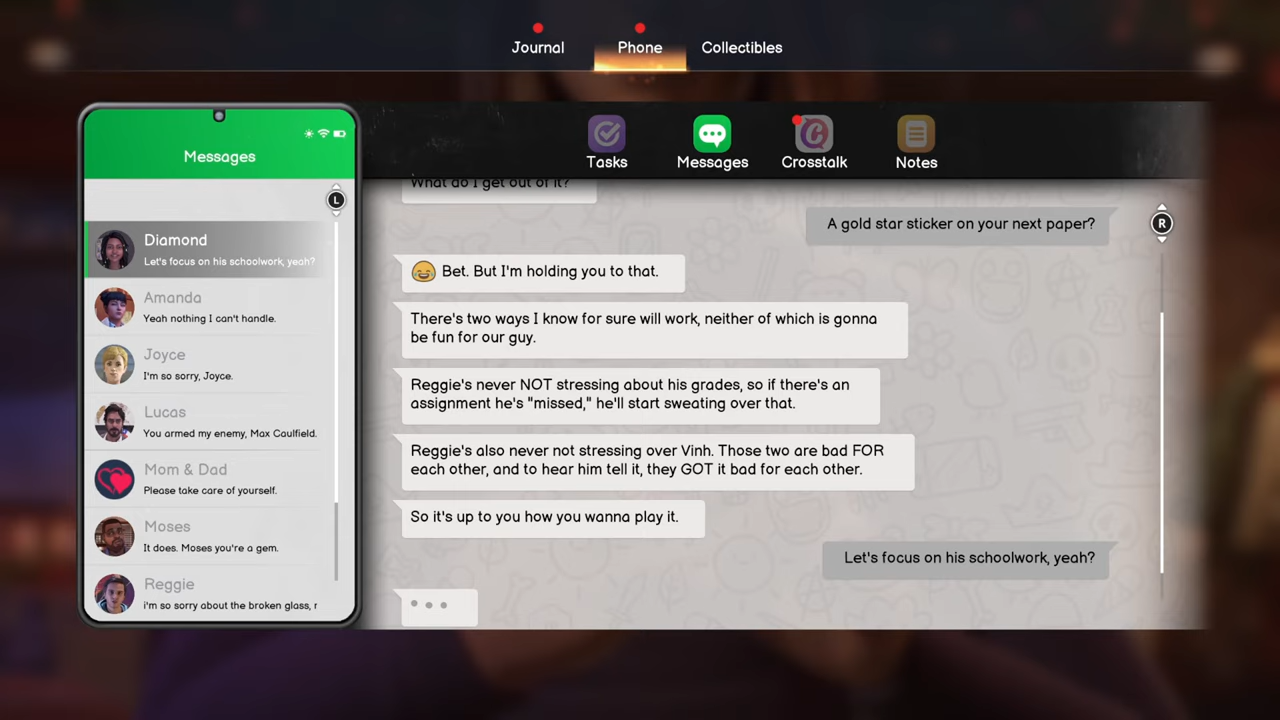 Journal
Phone
Collectibles
Messages
L
Diamond
Let's focus on his schoolwork, yeah?
Amanda
Yeah nothing I can't handle.
Joyce
I'm so sorry, Joyce.
Lucas
You armed my enemy, Max Caulfield.
Mom & Dad
Please take care of yourself.
Moses
It does. Moses you're a gem.
Reggie
i'm so sorry about the broken glass, r
Tasks
Messages
Crosstalk
Notes
What do I get out of it?
A gold star sticker on your next paper?
R
😂 Bet. But I'm holding you to that.
There's two ways I know for sure will work, neither of which is gonna
be fun for our guy.
Reggie's never NOT stressing about his grades, so if there's an
assignment he's "missed," he'll start sweating over that.
Reggie's also never not stressing over Vinh. Those two are bad FOR
each other, and to hear him tell it, they GOT it bad for each other.
So it's up to you how you wanna play it.
Let's focus on his schoolwork, yeah?